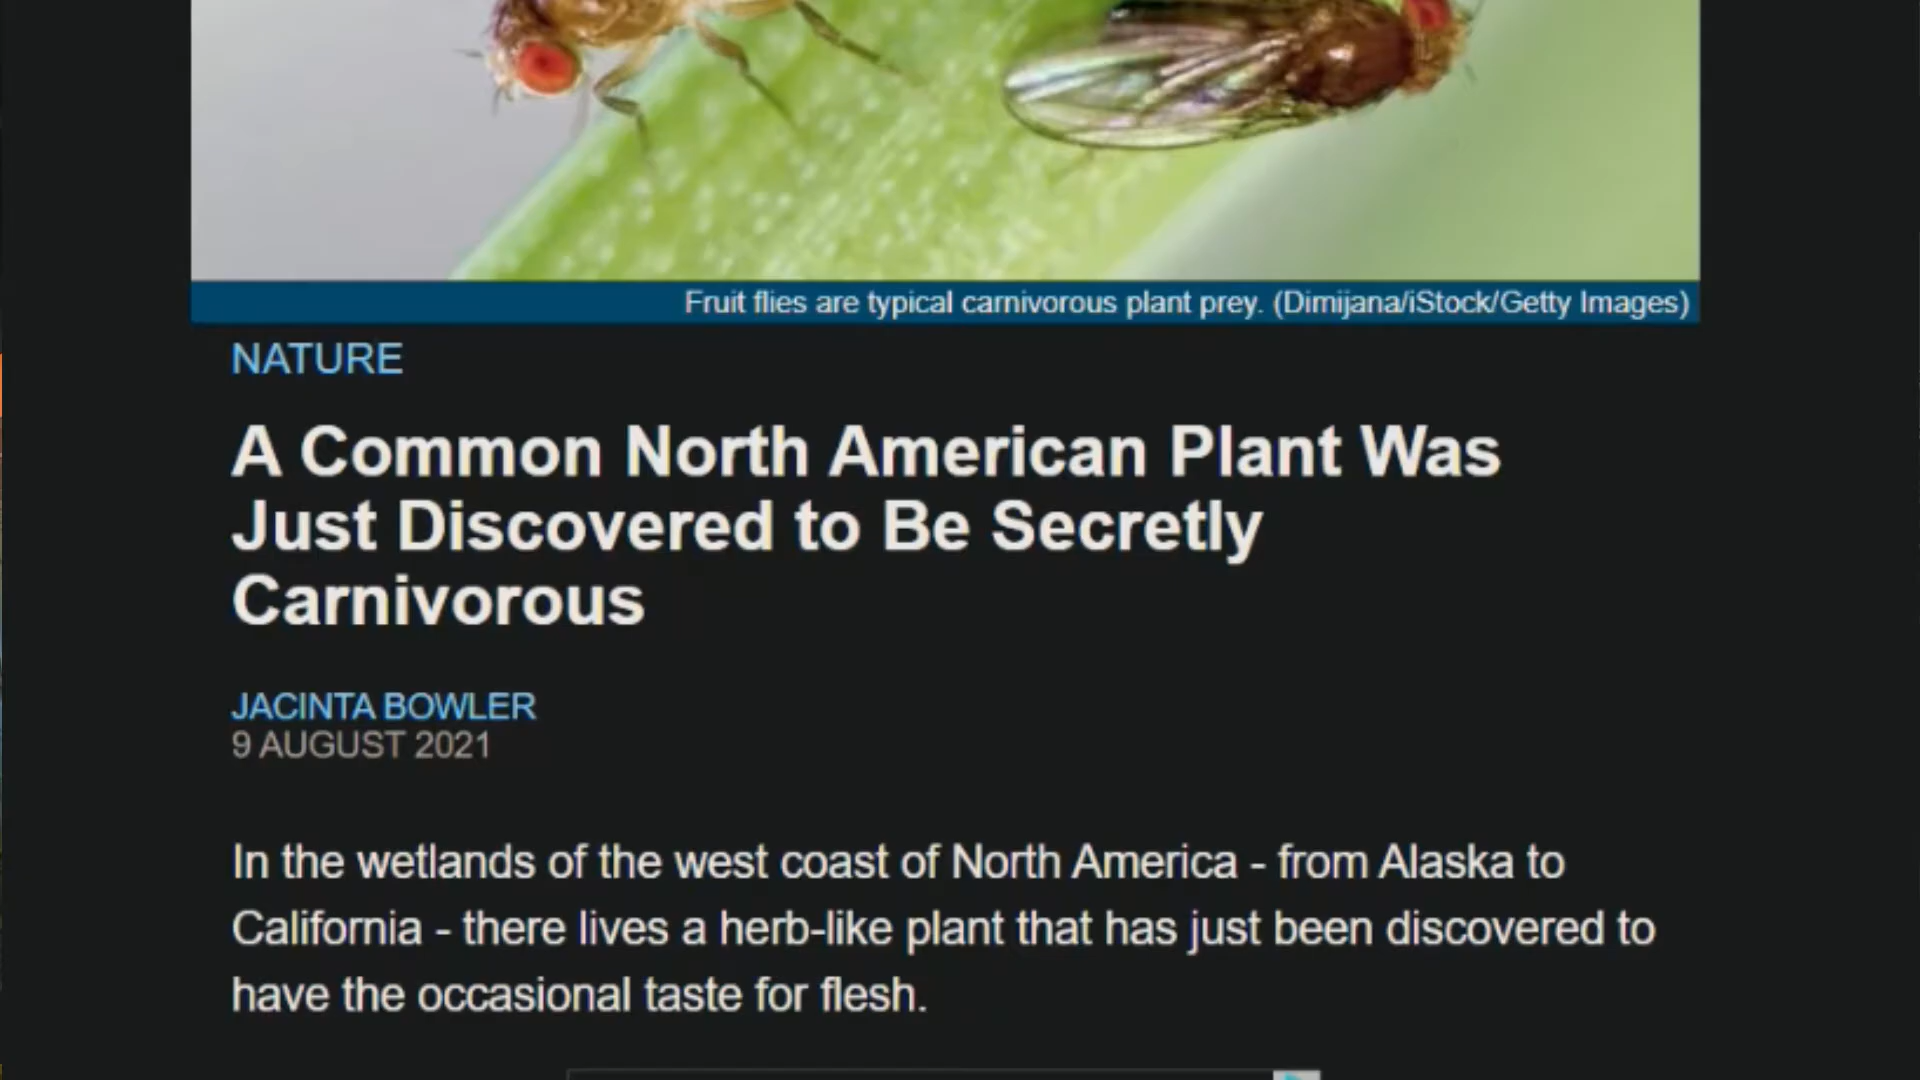 Fruit flies are typical carnivorous plant prey. (Dimijana/iStock/Getty Images)
NATURE
A Common North American Plant Was
Just Discovered to Be Secretly
Carnivorous
JACINTA BOWLER
9 AUGUST 2021
In the wetlands of the west coast of North America - from Alaska to
California - there lives a herb-like plant that has just been discovered to
have the occasional taste for flesh.